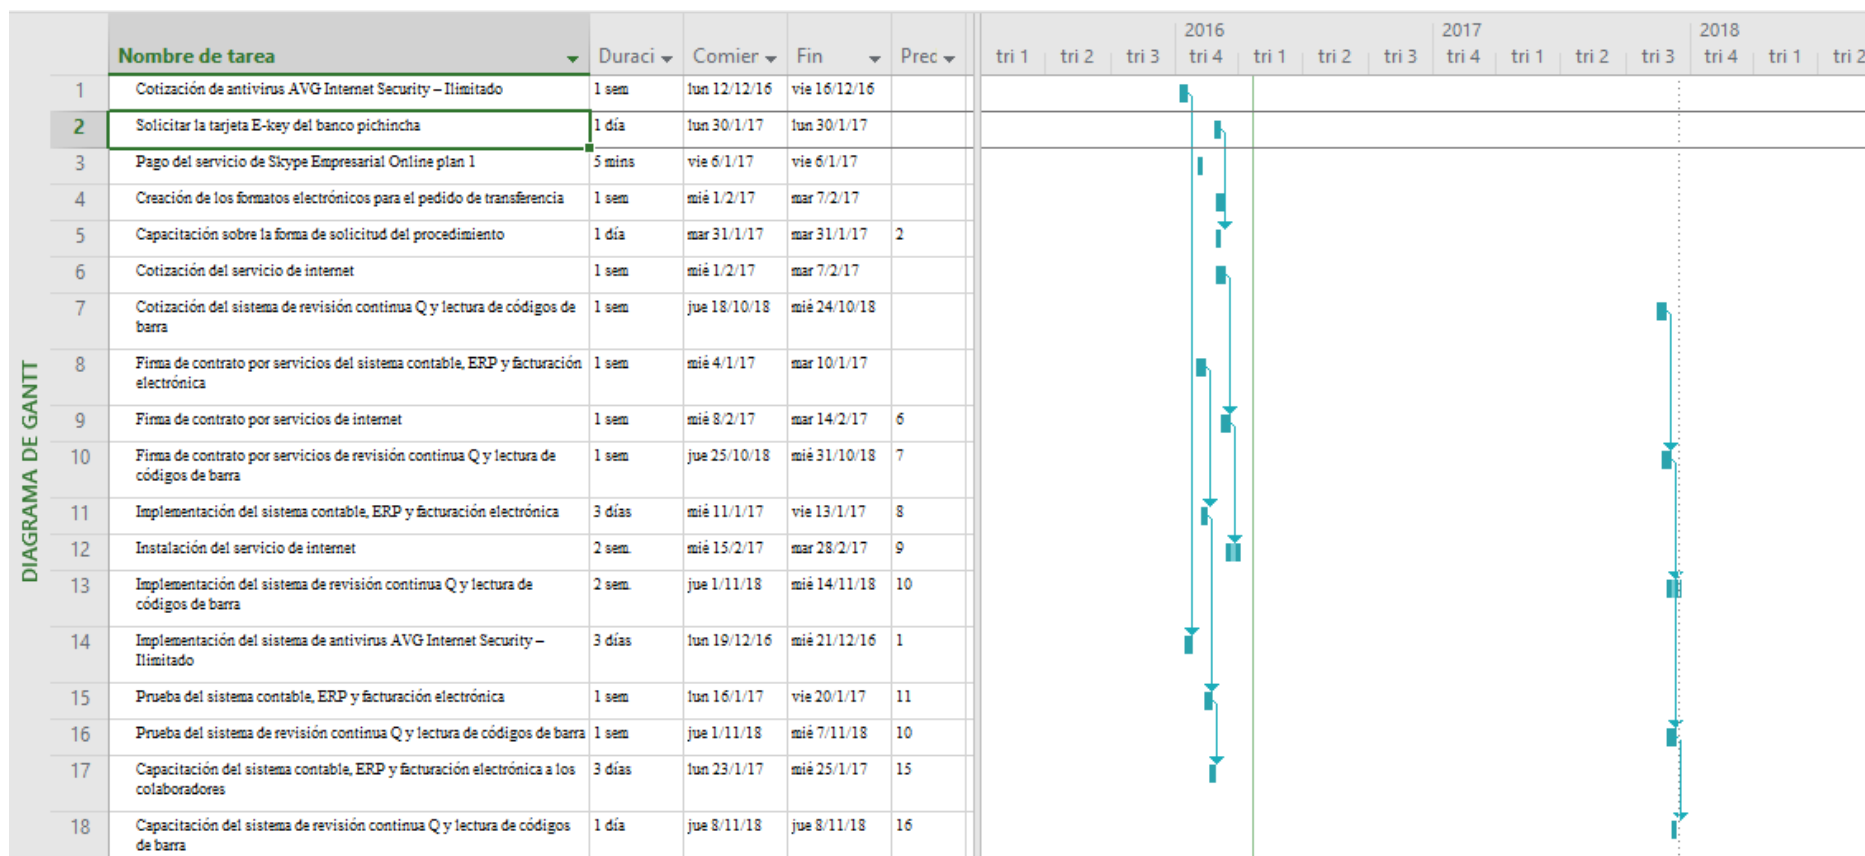 2016 2017 2018
Nombre de tarea Duraci Comier Fin Prec tri 1 tri 2 tri 3 tri 4 tri 1 tri 2 tri 3 tri 4 tri 1 tri 2 tri 3 tri 4 tri 1 tri 2
DIAGRAMA DE GANTT
1 Cotización de antivirus AVG Internet Security – Ilimitado 1 sem lun 12/12/16 vie 16/12/16
2 Solicitar la tarjeta E-key del banco pichincha 1 día lun 30/1/17 lun 30/1/17
3 Pago del servicio de Skype Empresarial Online plan 1 5 mins vie 6/1/17 vie 6/1/17
4 Creación de los formatos electrónicos para el pedido de transferencia 1 sem mié 1/2/17 mar 7/2/17
5 Capacitación sobre la forma de solicitud del procedimiento 1 día mar 31/1/17 mar 31/1/17 2
6 Cotización del servicio de internet 1 sem mié 1/2/17 mar 7/2/17
7 Cotización del sistema de revisión continua Q y lectura de códigos de 1 sem jue 18/10/18 mié 24/10/18
barra
8 Firma de contrato por servicios del sistema contable, ERP y facturación 1 sem mié 4/1/17 mar 10/1/17
electrónica
9 Firma de contrato por servicios de internet 1 sem mié 8/2/17 mar 14/2/17 6
10 Firma de contrato por servicios de revisión continua Q y lectura de 1 sem jue 25/10/18 mié 31/10/18 7
códigos de barra
11 Implementación del sistema contable, ERP y facturación electrónica 3 días mié 11/1/17 vie 13/1/17 8
12 Instalación del servicio de internet 2 sem. mié 15/2/17 mar 28/2/17 9
13 Implementación del sistema de revisión continua Q y lectura de 2 sem. jue 1/11/18 mié 14/11/18 10
códigos de barra
14 Implementación del sistema de antivirus AVG Internet Security – 3 días lun 19/12/16 mié 21/12/16 1
Ilimitado
15 Prueba del sistema contable, ERP y facturación electrónica 1 sem lun 16/1/17 vie 20/1/17 11
16 Prueba del sistema de revisión continua Q y lectura de códigos de barra 1 sem jue 1/11/18 mié 7/11/18 10
17 Capacitación del sistema contable, ERP y facturación electrónica a los 3 días lun 23/1/17 mié 25/1/17 15
colaboradores
18 Capacitación del sistema de revisión continua Q y lectura de códigos 1 día jue 8/11/18 jue 8/11/18 16
de barra